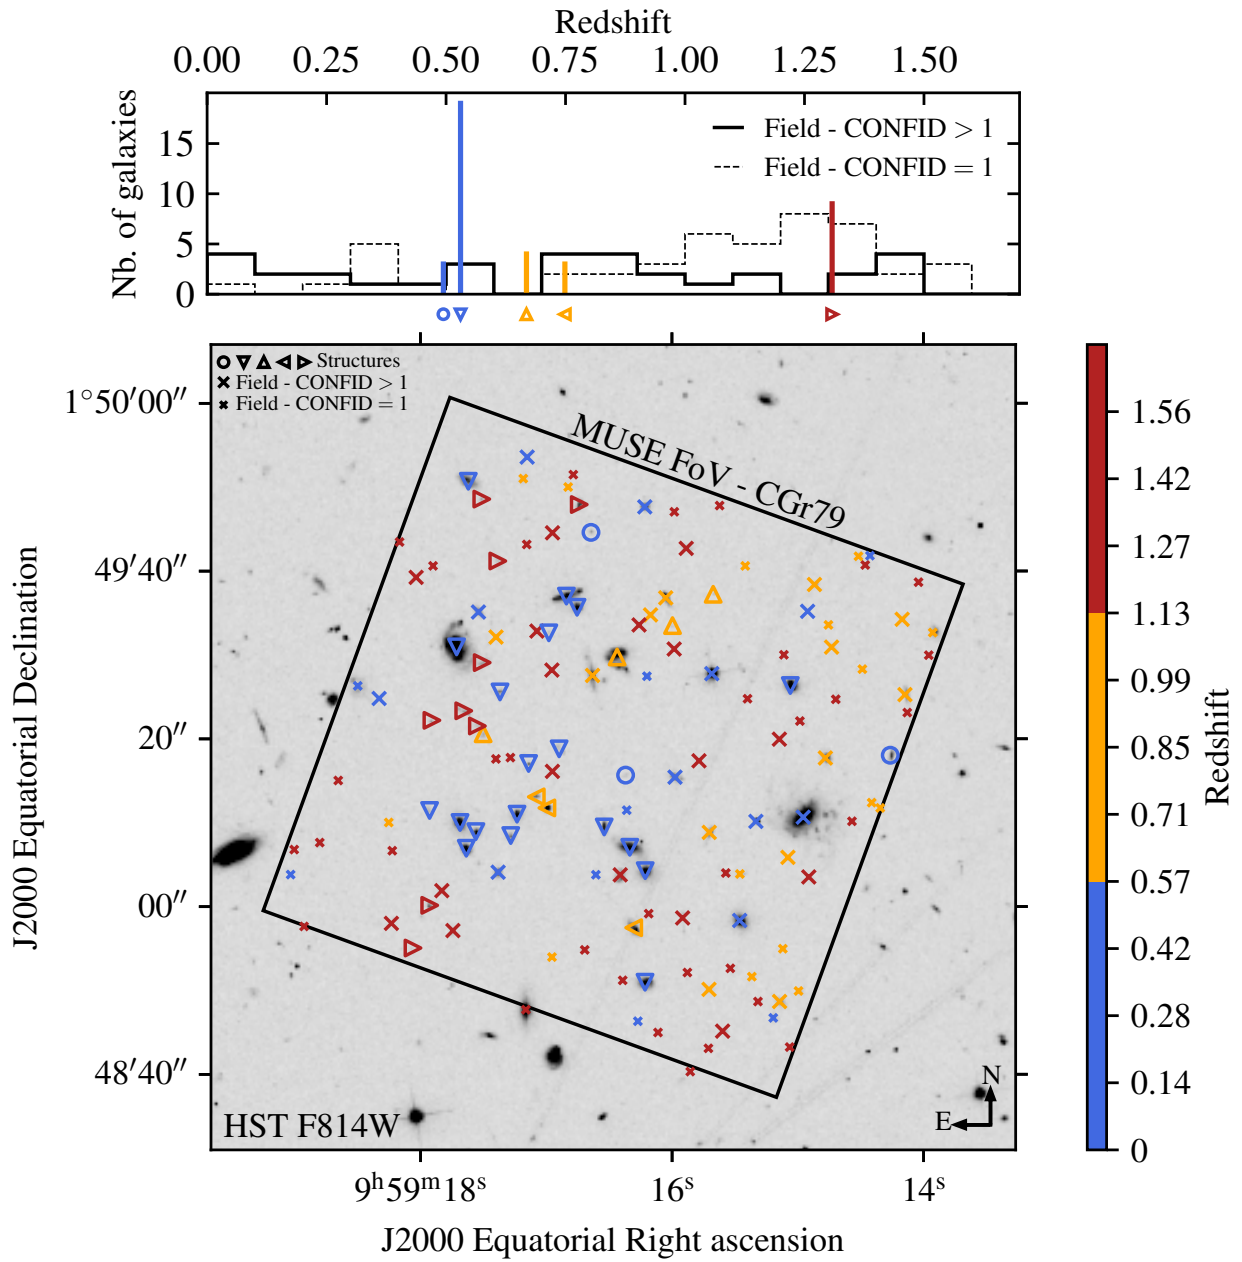 Redshift
0.00 0.25 0.50 0.75 1.00 1.25 1.50
Nb. of galaxies
15
10
5
0
Field - CONFID > 1
Field - CONFID = 1
Structures
Field - CONFID > 1
Field - CONFID = 1
MUSE FoV - CGr79
1°50′00″
49′40″
20″
00″
48′40″
J2000 Equatorial Declination
HST F814W
N
E
9ʰ59ᵐ18ˢ 16ˢ 14ˢ
J2000 Equatorial Right ascension
1.56
1.42
1.27
1.13
0.99
0.85
0.71
0.57
0.42
0.28
0.14
0
Redshift